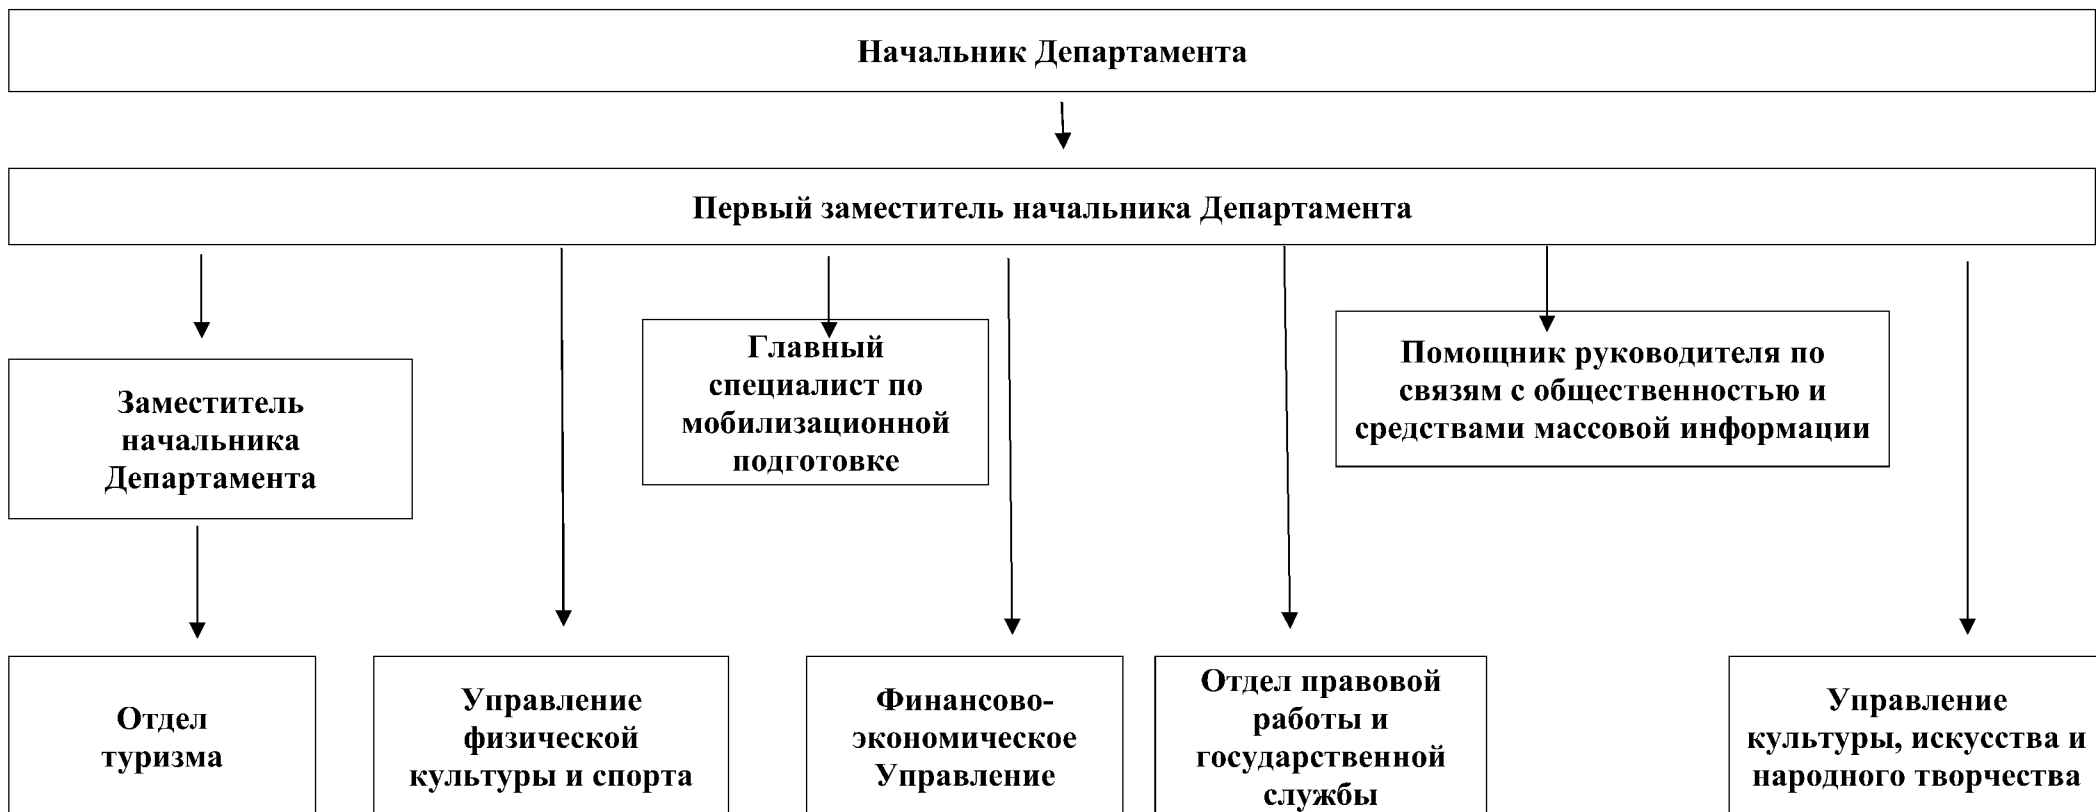 Начальник Департамента
Первый заместитель начальника Департамента
Заместитель
начальника
Департамента
Главный
специалист по
мобилизационной
подготовке
Помощник руководителя по
связям с общественностью и
средствами массовой информации
Отдел
туризма
Управление
физической
культуры и спорта
Финансово-
экономическое
Управление
Отдел правовой
работы и
государственной
службы
Управление
культуры, искусства и
народного творчества